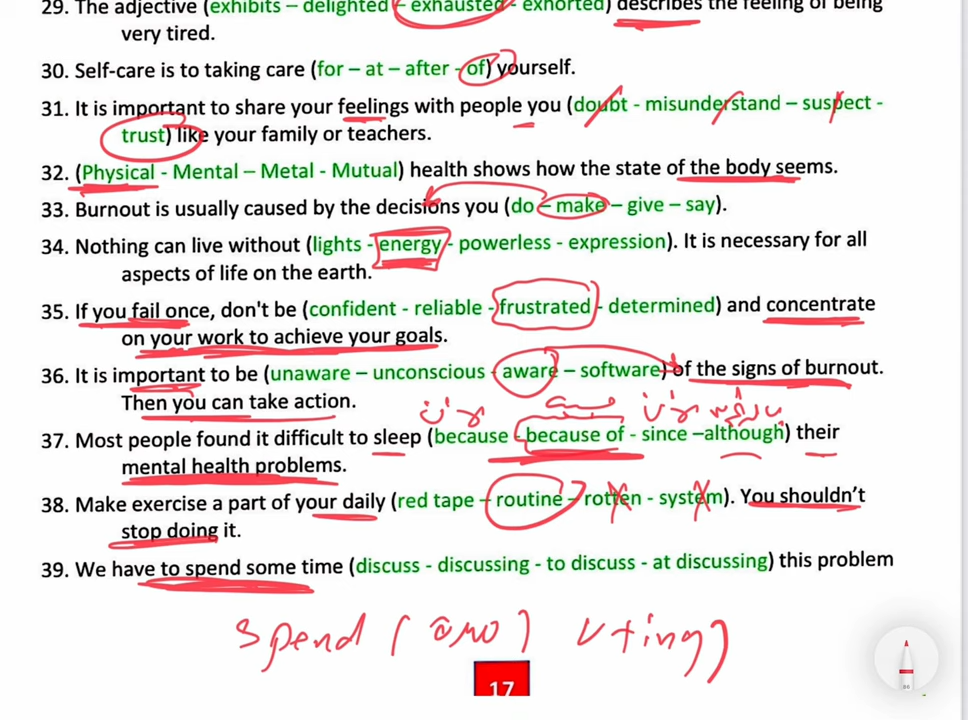 29. The adjective (exhibits – delighted – exhausted - exhorted) describes the feeling of being
very tired.
30. Self-care is to taking care (for – at – after - of) yourself.
31. It is important to share your feelings with people you (doubt - misunderstand – suspect -
trust) like your family or teachers.
32. (Physical - Mental – Metal - Mutual) health shows how the state of the body seems.
33. Burnout is usually caused by the decisions you (do – make – give – say).
34. Nothing can live without (lights - energy - powerless - expression). It is necessary for all
aspects of life on the earth.
35. If you fail once, don't be (confident - reliable - frustrated - determined) and concentrate
on your work to achieve your goals.
36. It is important to be (unaware – unconscious - aware – software) of the signs of burnout.
Then you can take action.
37. Most people found it difficult to sleep (because - because of - since –although) their
mental health problems.
38. Make exercise a part of your daily (red tape – routine – rotten - system). You shouldn't
stop doing it.
39. We have to spend some time (discuss - discussing - to discuss - at discussing) this problem
spend ( مدة ) v+ing)
17